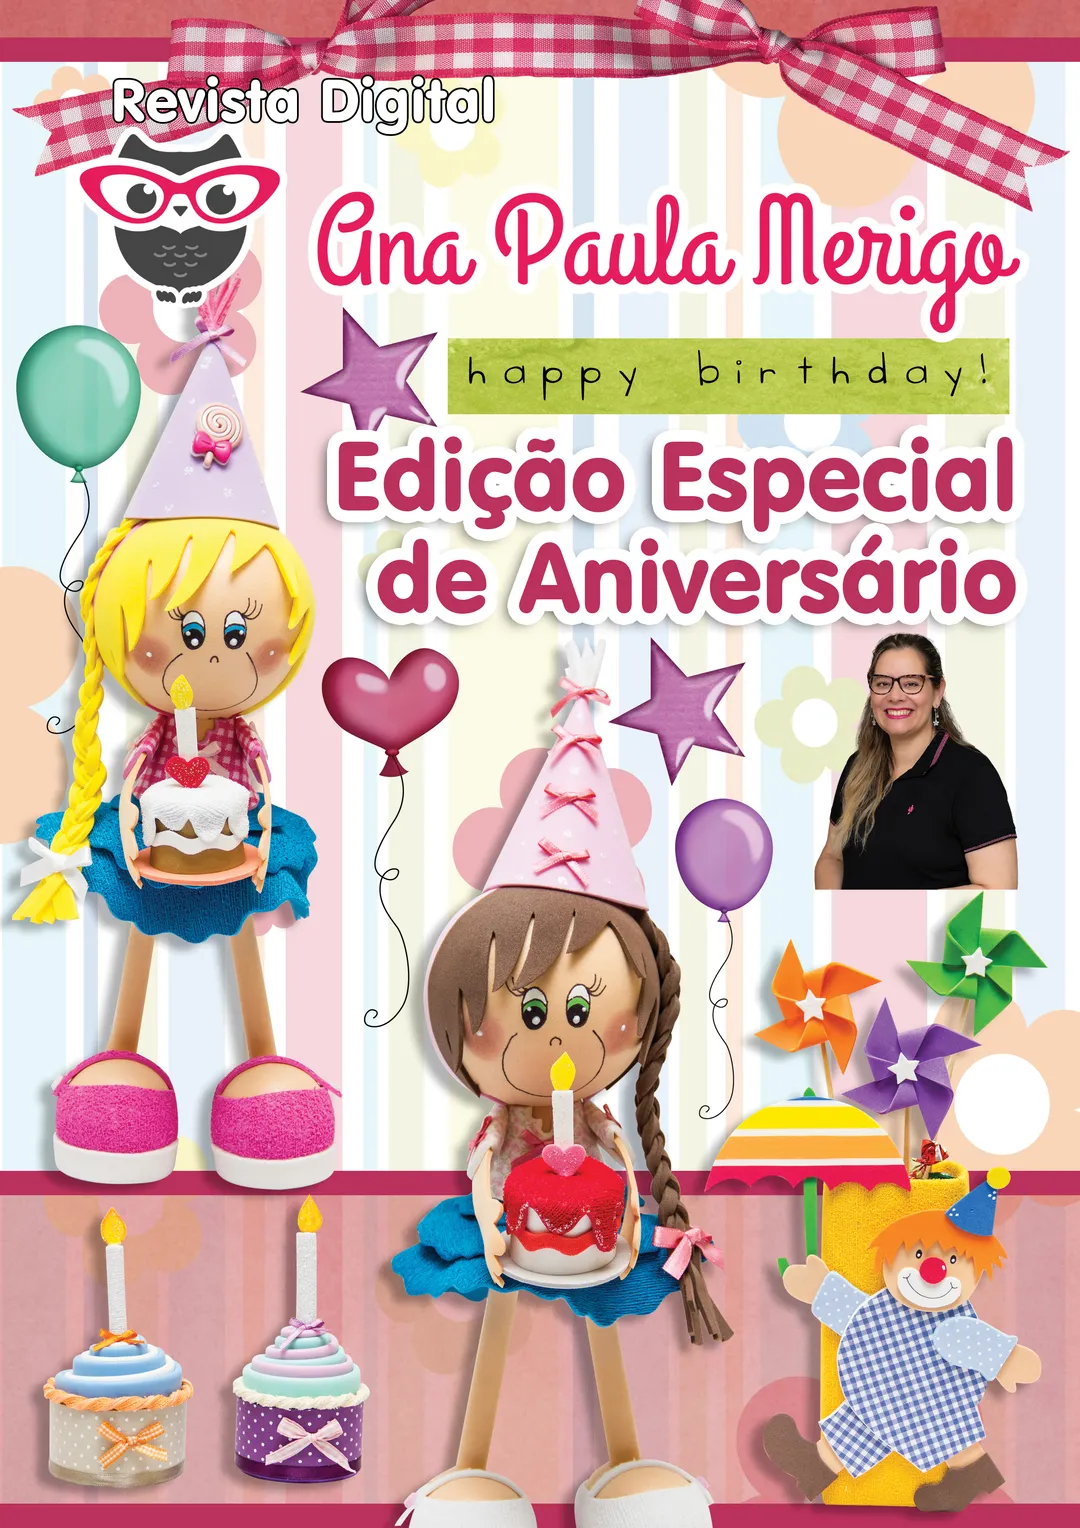 Revista Digital
Ana Paula Merigo
happy birthday!
Edição Especial
de Aniversário